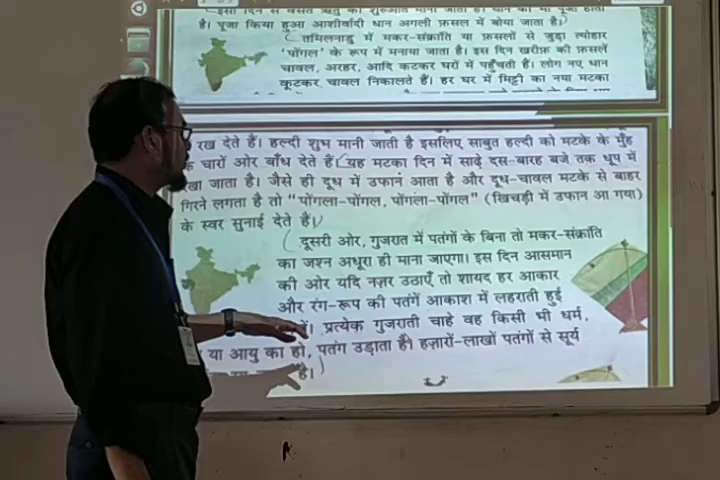 है। पूजा किया हुआ आशीर्वादी धान अगली फ़सल में बोया जाता है।
तमिलनाडु में मकर-संक्रांति या फ़सलों से जुड़ा त्योहार
'पोंगल' के रूप में मनाया जाता है। इस दिन खरीफ़ की फ़सलें
चावल, अरहर, आदि कटकर घरों में पहुँचती हैं। लोग नए धान
कूटकर चावल निकालते हैं। हर घर में मिट्टी का नया मटका
रख देते हैं। हल्दी शुभ मानी जाती है इसलिए साबुत हल्दी को मटके के मुँह
के चारों ओर बाँध देते हैं। यह मटका दिन में साढ़े दस-बारह बजे तक धूप में
रखा जाता है। जैसे ही दूध में उफान आता है और दूध-चावल मटके से बाहर
गिरने लगता है तो "पोंगला-पोंगल, पोंगला-पोंगल" (खिचड़ी में उफान आ गया)
के स्वर सुनाई देते हैं।
दूसरी ओर, गुजरात में पतंगों के बिना तो मकर-संक्रांति
का जश्न अधूरा ही माना जाएगा। इस दिन आसमान
की ओर यदि नज़र उठाएँ तो शायद हर आकार
और रंग-रूप की पतंगें आकाश में लहराती हुई
प्रत्येक गुजराती चाहे वह किसी भी धर्म,
या आयु का हो, पतंग उड़ाता है। हज़ारों-लाखों पतंगों से सूर्य
है।